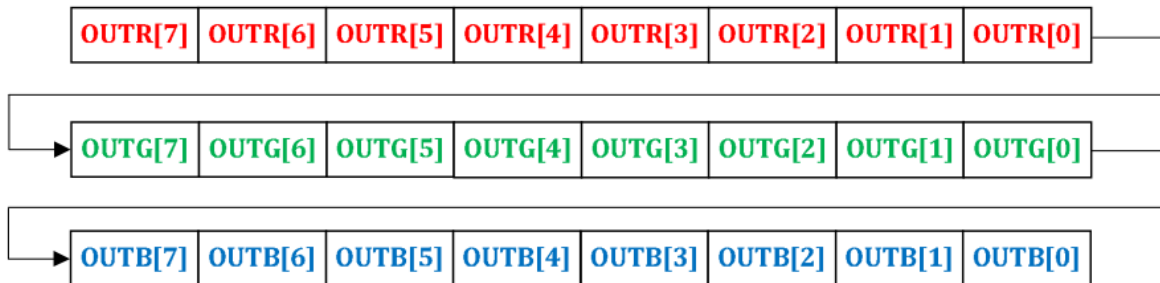 OUTR[7] OUTR[6] OUTR[5] OUTR[4] OUTR[3] OUTR[2] OUTR[1] OUTR[0]
OUTG[7] OUTG[6] OUTG[5] OUTG[4] OUTG[3] OUTG[2] OUTG[1] OUTG[0]
OUTB[7] OUTB[6] OUTB[5] OUTB[4] OUTB[3] OUTB[2] OUTB[1] OUTB[0]